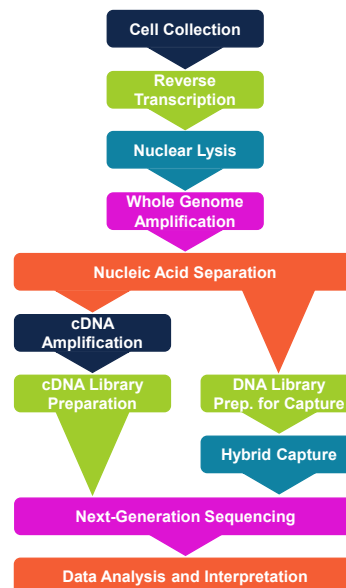 Cell Collection
Reverse
Transcription
Nuclear Lysis
Whole Genome
Amplification
Nucleic Acid Separation
cDNA
Amplification
cDNA Library
Preparation
DNA Library
Prep. for Capture
Hybrid Capture
Next-Generation Sequencing
Data Analysis and Interpretation